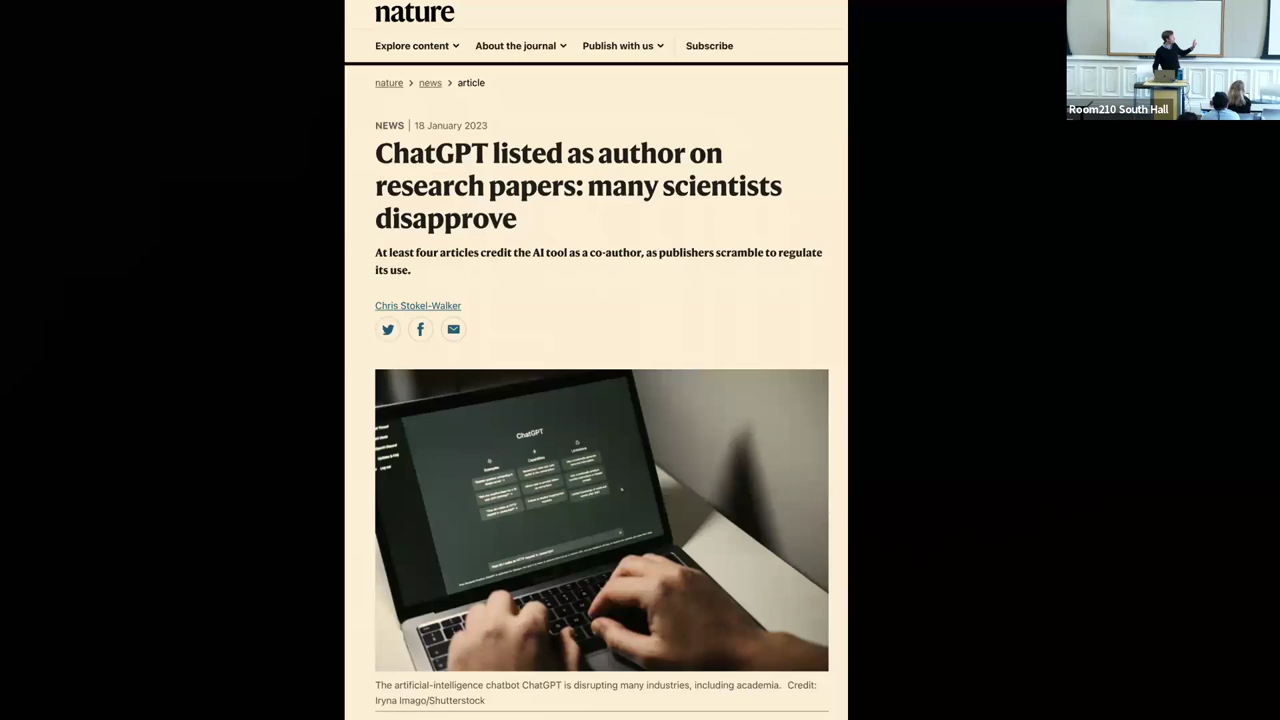 nature
Explore content
About the journal
Publish with us
Subscribe
nature > news > article
NEWS | 18 January 2023
ChatGPT listed as author on
research papers: many scientists
disapprove
At least four articles credit the AI tool as a co-author, as publishers scramble to regulate
its use.
Chris Stokel-Walker
ChatGPT
Examples
Capabilities
Limitations
The artificial-intelligence chatbot ChatGPT is disrupting many industries, including academia. Credit:
Iryna Imago/Shutterstock
Room210 South Hall